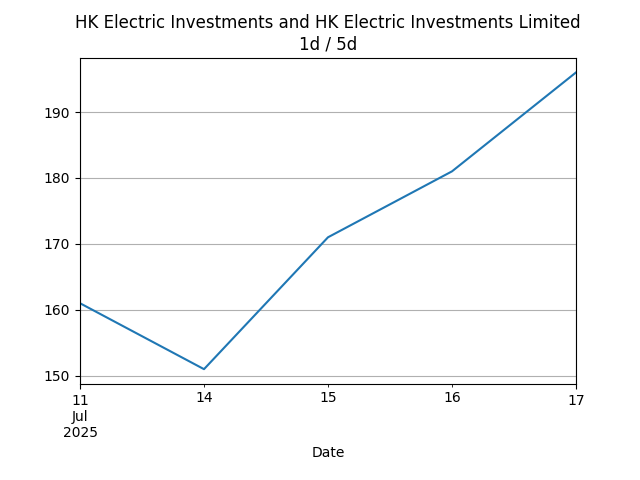 HK Electric Investments and HK Electric Investments Limited
1d / 5d
190
180
170
160
150
11 14 15 16 17
Jul
2025
Date